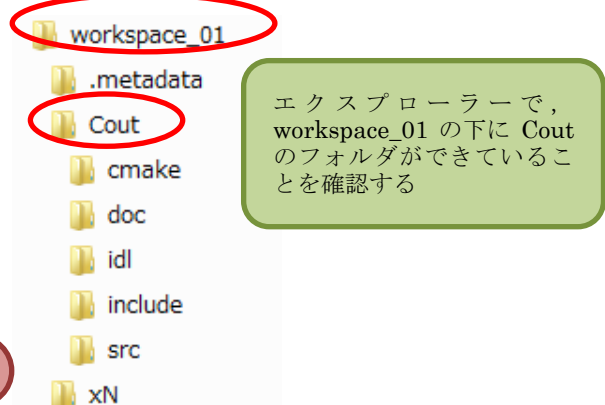 workspace_01
.metadata
Cout
cmake
doc
idl
include
src
xN
エクスプローラーで,
workspace_01 の下に Cout
のフォルダができているこ
とを確認する